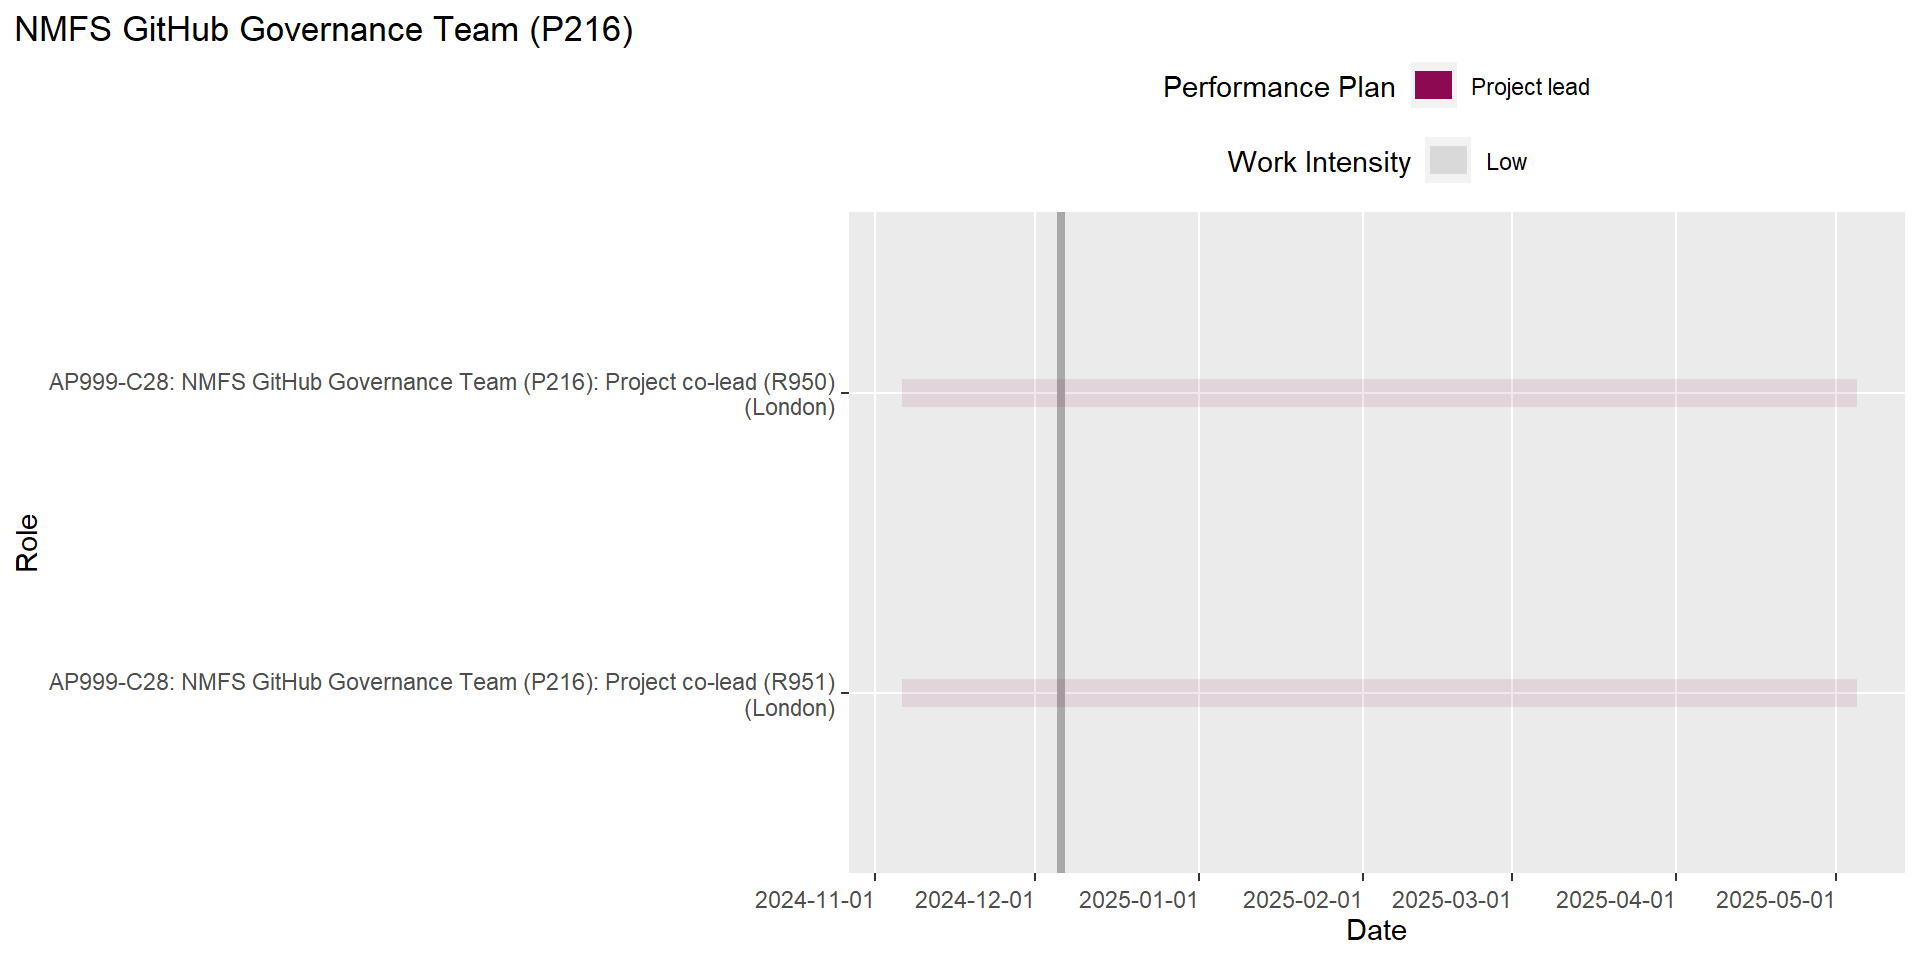 NMFS GitHub Governance Team (P216)
Performance Plan Project lead
Work Intensity Low
AP999-C28: NMFS GitHub Governance Team (P216): Project co-lead (R950)
(London)
Role
AP999-C28: NMFS GitHub Governance Team (P216): Project co-lead (R951)
(London)
2024-11-01 2024-12-01 2025-01-01 2025-02-01 2025-03-01 2025-04-01 2025-05-01
Date